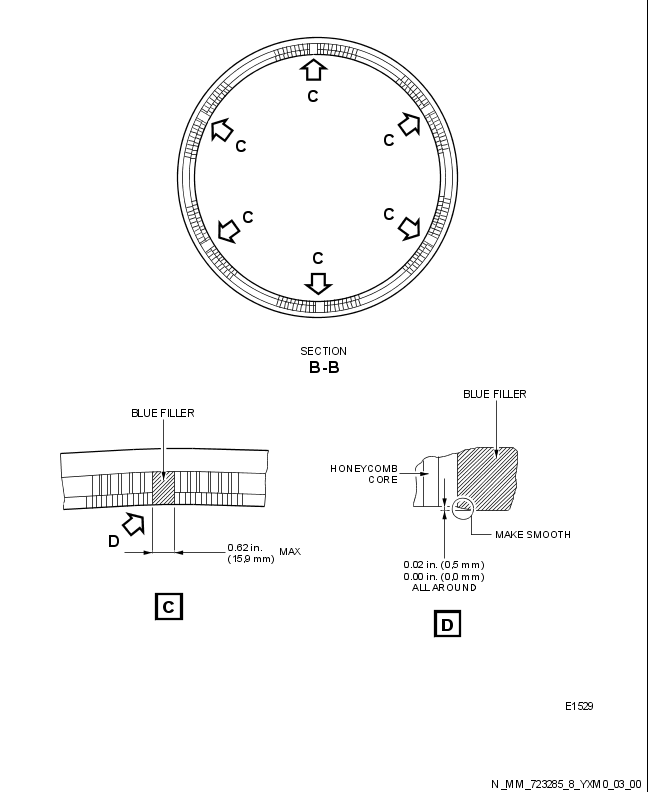 C
C
C
C
C
C
SECTION
B-B
BLUE FILLER
D
0.62 in.
(15,9 mm)
MAX
C
BLUE FILLER
HONEYCOMB
CORE
MAKE SMOOTH
0.02 in. (0,5 mm)
0.00 in. (0,0 mm)
ALL AROUND
D
E1529
N_MM_723285_8_YXM0_03_00